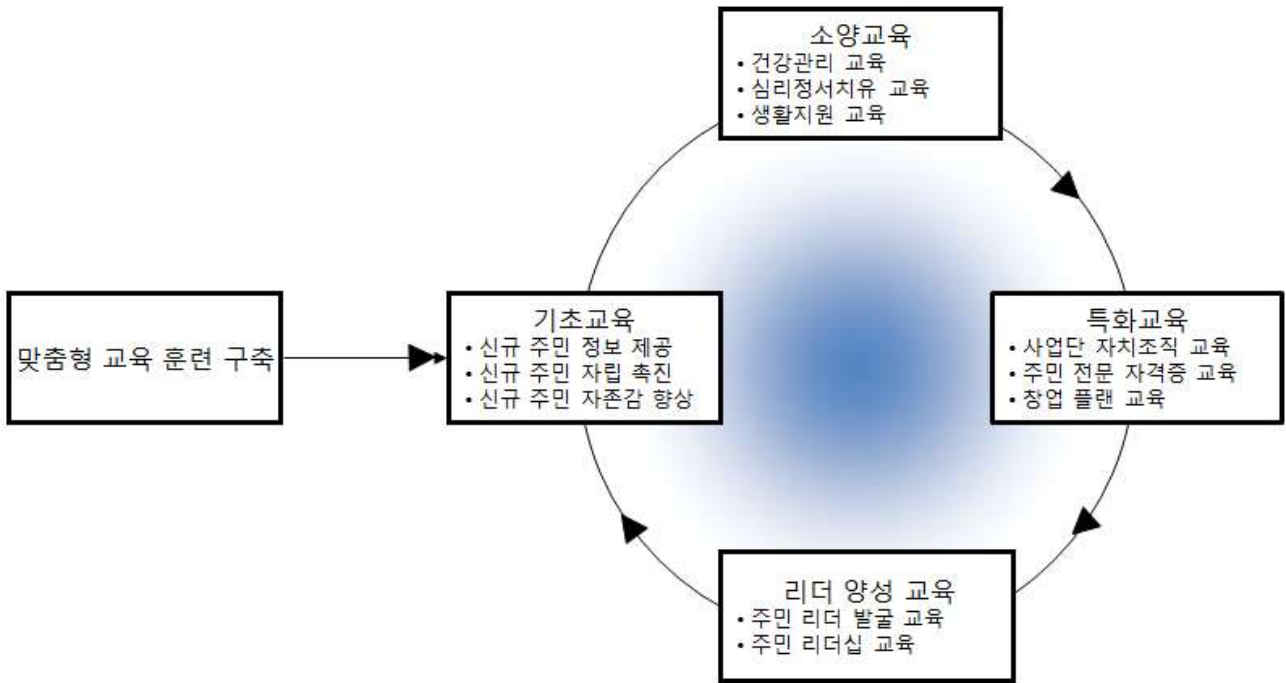 소양교육
• 건강관리 교육
• 심리정서치유 교육
• 생활지원 교육
맞춤형 교육 훈련 구축
기초교육
• 신규 주민 정보 제공
• 신규 주민 자립 촉진
• 신규 주민 자존감 향상
특화교육
• 사업단 자치조직 교육
• 주민 전문 자격증 교육
• 창업 플랜 교육
리더 양성 교육
• 주민 리더 발굴 교육
• 주민 리더십 교육